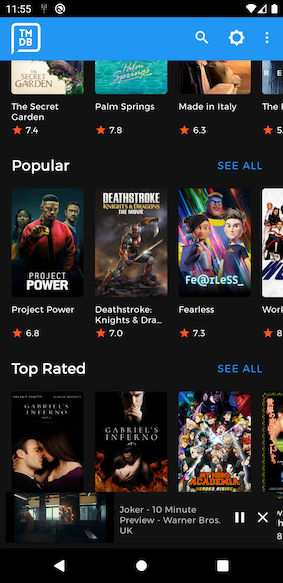 11:55
TM
DB
THE
SECRET
GARDEN
Palm Springs
The Secret
Garden
Palm Springs
Made in Italy
The
7.4
7.8
6.3
Popular
SEE ALL
PROJECT
POWER
DEATHSTROKE
KNIGHTS & DRAGONS
THE MOVIE
Fe@rLeSS_
Project Power
Deathstroke:
Knights & Dra...
Fearless
Work
6.8
7.0
7.3
8
Top Rated
SEE ALL
GABRIEL'S
INFERNO
GABRIEL'S
INFERNO
MY HERO
ACADEMIA
HEROES RISING
Joker - 10 Minute
Preview - Warner Bros.
UK